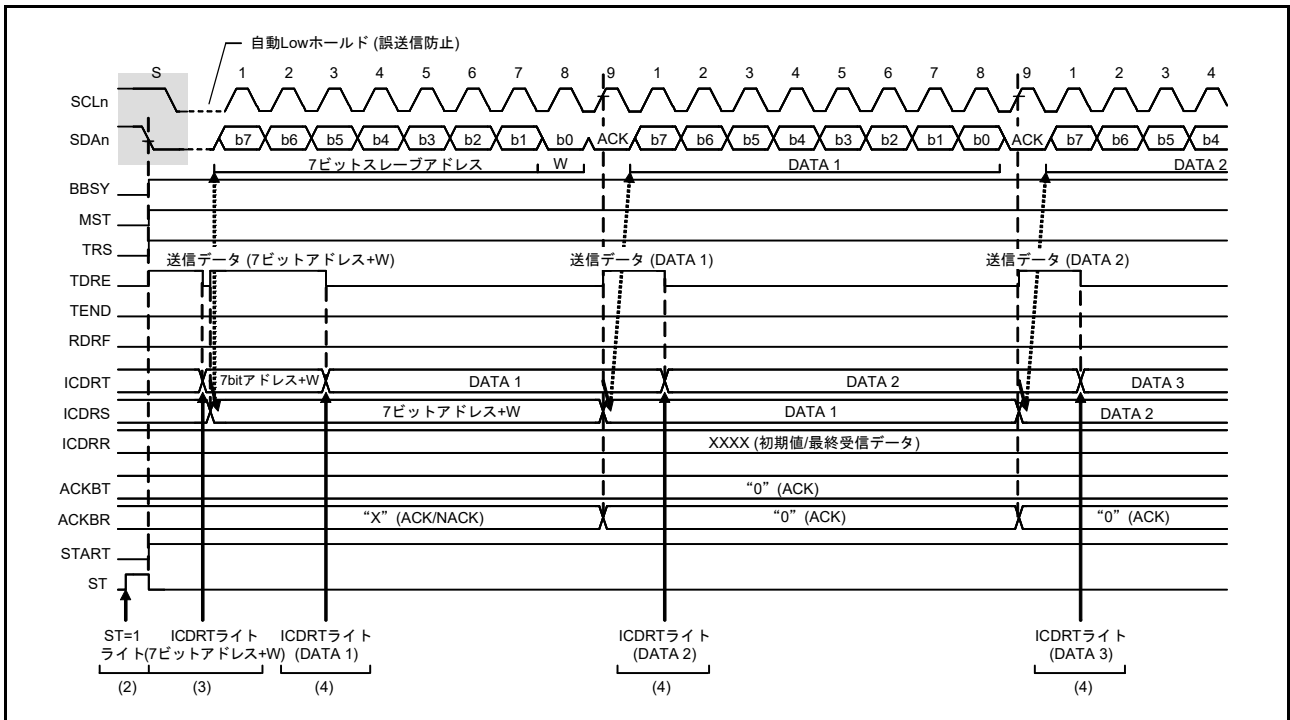 自動Lowホールド (誤送信防止)
S 1 2 3 4 5 6 7 8 9 1 2 3 4 5 6 7 8 9 1 2 3 4
SCLn
SDAn b7 b6 b5 b4 b3 b2 b1 b0 ACK b7 b6 b5 b4 b3 b2 b1 b0 ACK b7 b6 b5 b4
7ビットスレーブアドレス W DATA 1 DATA 2
BBSY
MST
TRS
送信データ (7ビットアドレス+W) 送信データ (DATA 1) 送信データ (DATA 2)
TDRE
TEND
RDRF
ICDRT 7bitアドレス+W DATA 1 DATA 2 DATA 3
ICDRS 7ビットアドレス+W DATA 1 DATA 2
ICDRR XXXX (初期値/最終受信データ)
ACKBT “0” (ACK)
ACKBR “X” (ACK/NACK) “0” (ACK) “0” (ACK)
START
ST
ST=1 ICDRTライト ICDRTライト ICDRTライト ICDRTライト
ライト (7ビットアドレス+W) (DATA 1) (DATA 2) (DATA 3)
(2) (3) (4) (4) (4)